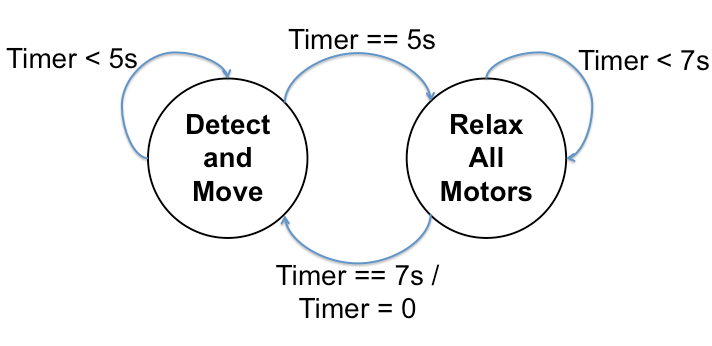 Timer == 5s
Timer < 5s
Timer < 7s
Detect
and
Move
Relax
All
Motors
Timer == 7s /
Timer = 0